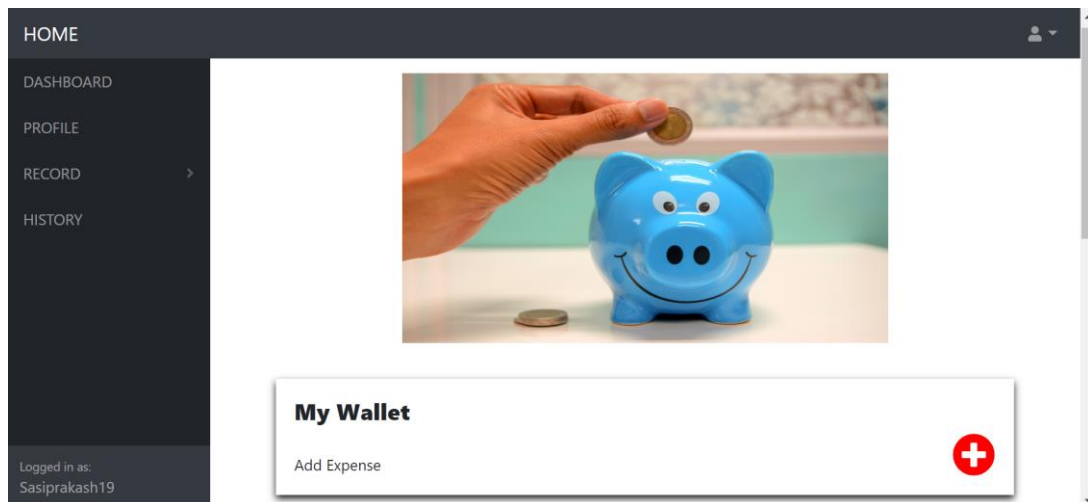 HOME
DASHBOARD
PROFILE
RECORD
HISTORY
My Wallet
Add Expense
Logged in as:
Sasiprakash19